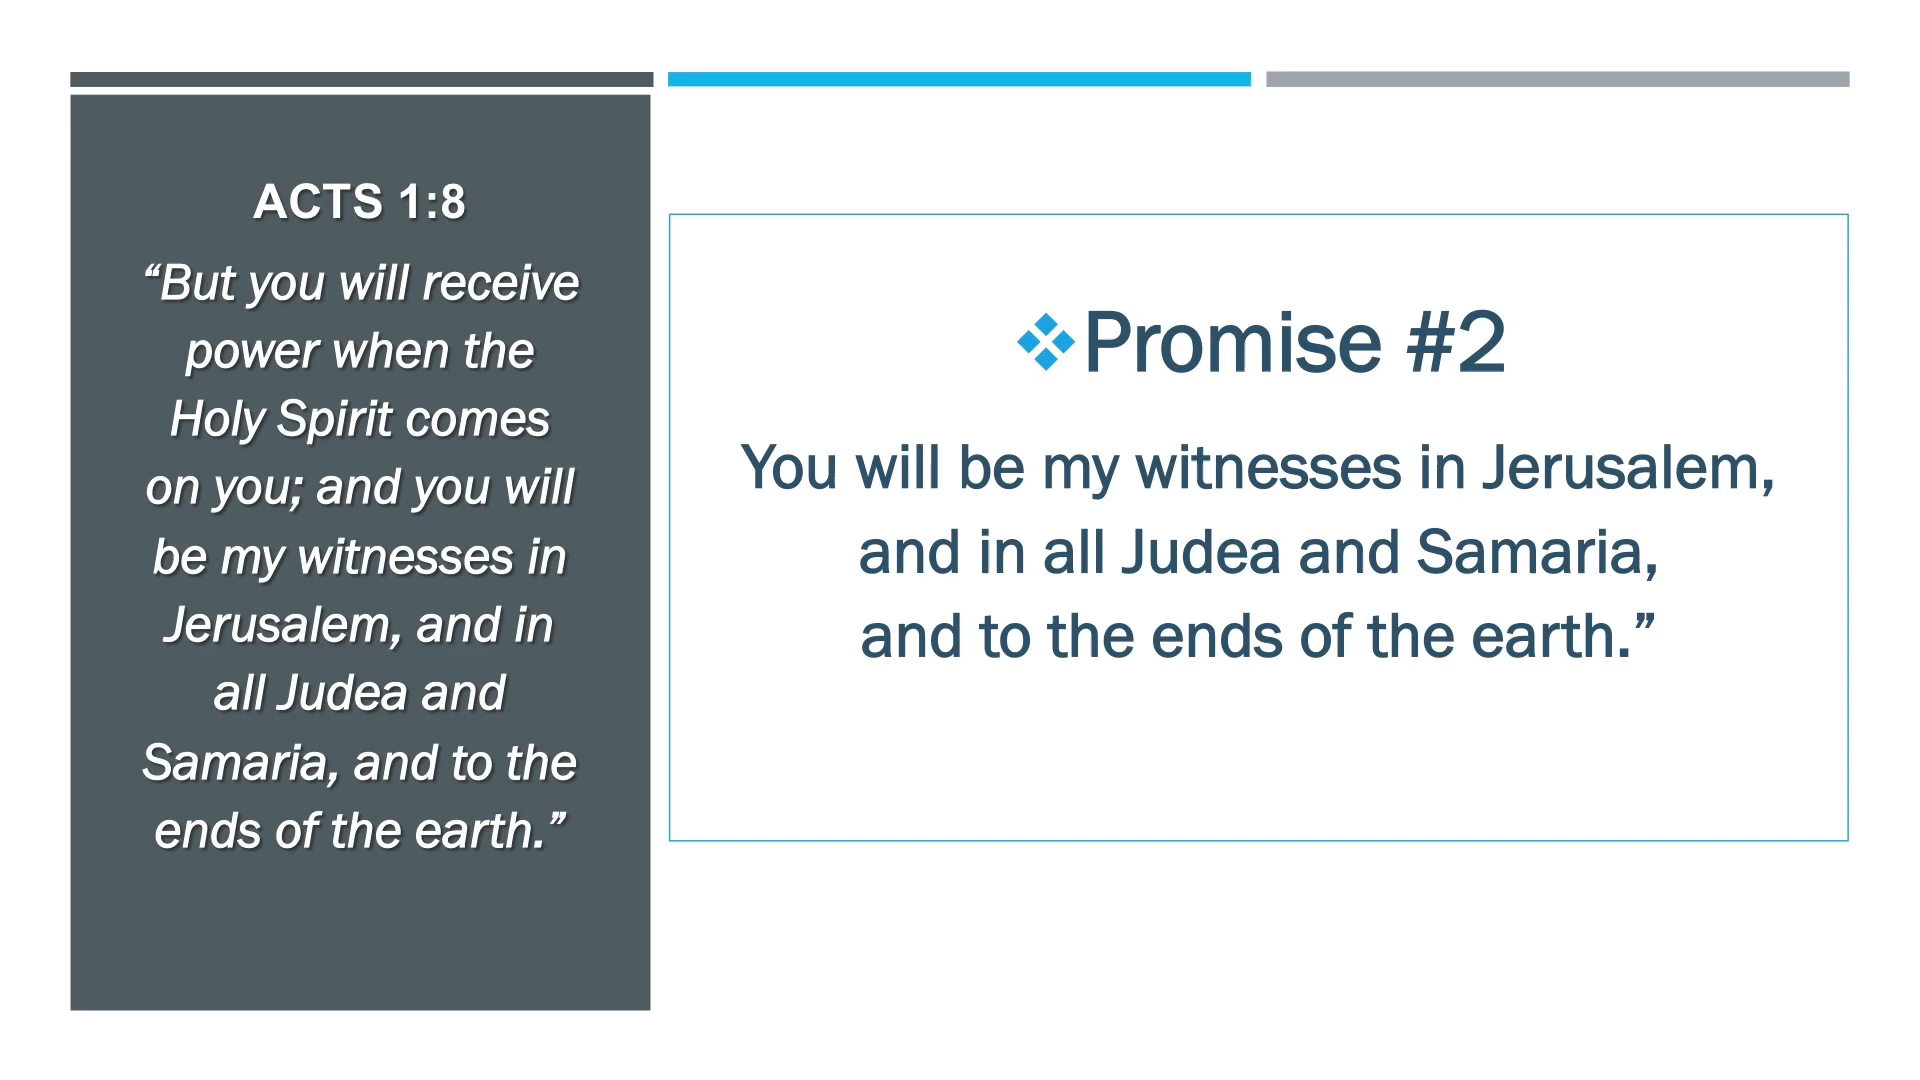 ACTS 1:8
“But you will receive
power when the
Holy Spirit comes
on you; and you will
be my witnesses in
Jerusalem, and in
all Judea and
Samaria, and to the
ends of the earth.”
❖Promise #2
You will be my witnesses in Jerusalem,
and in all Judea and Samaria,
and to the ends of the earth.”